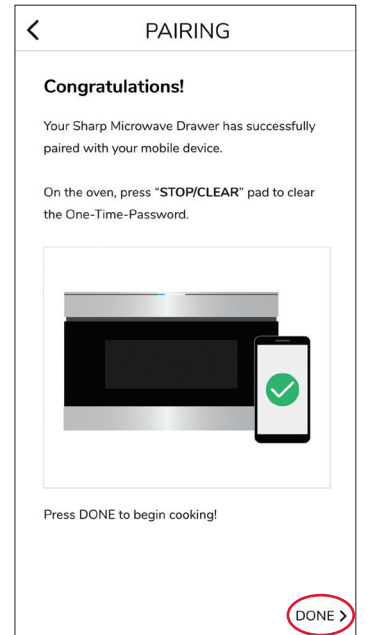 PAIRING
Congratulations!
Your Sharp Microwave Drawer has successfully
paired with your mobile device.
On the oven, press “STOP/CLEAR” pad to clear
the One-Time-Password.
Press DONE to begin cooking!
DONE